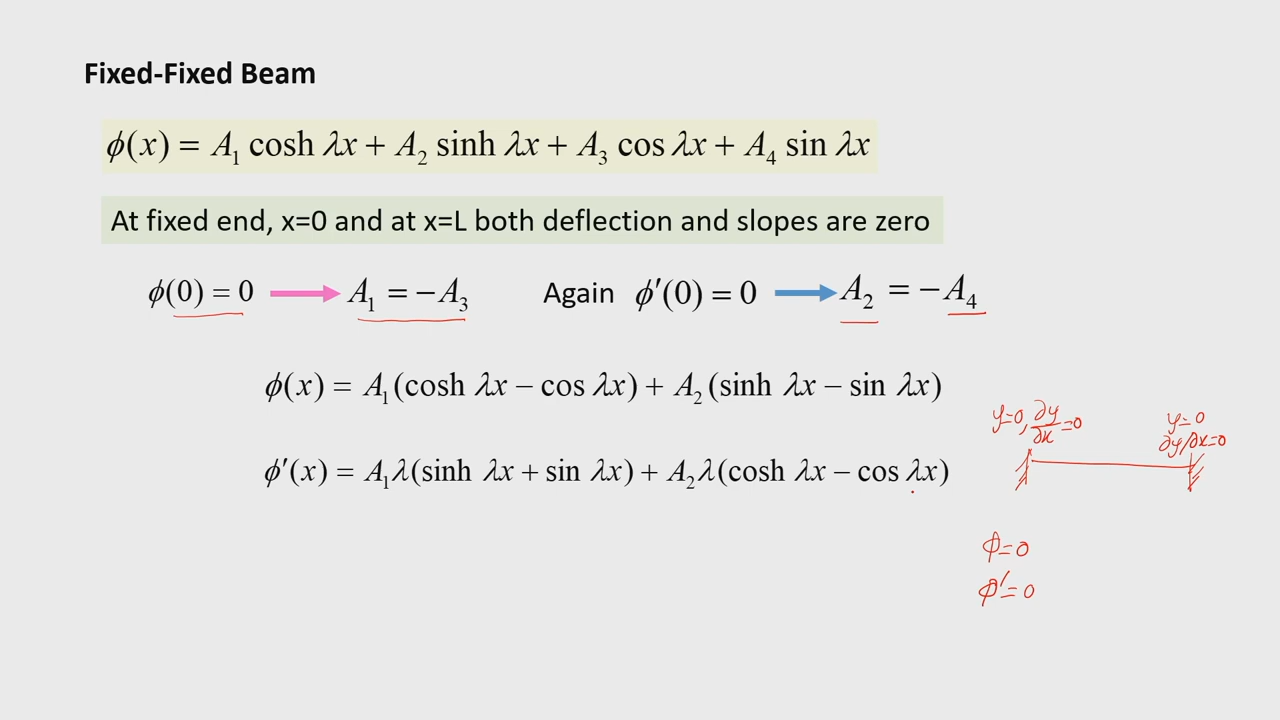 Fixed-Fixed Beam
ϕ(x) = A₁ cosh λx + A₂ sinh λx + A₃ cos λx + A₄ sin λx
At fixed end, x=0 and at x=L both deflection and slopes are zero
ϕ(0) = 0 → A₁ = −A₃ Again ϕ′(0) = 0 → A₂ = −A₄
ϕ(x) = A₁(cosh λx − cos λx) + A₂(sinh λx − sin λx)
y=0, ∂y/∂x=0 y=0
∂y/∂x=0
ϕ′(x) = A₁λ(sinh λx + sin λx) + A₂λ(cosh λx − cos λx)
ϕ=0
ϕ′=0